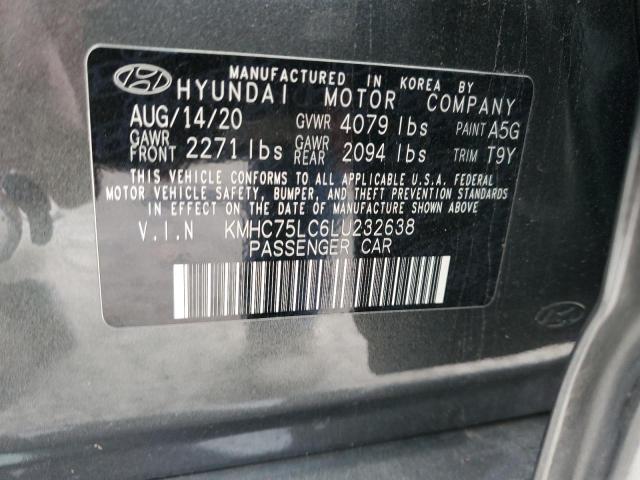 MANUFACTURED IN KOREA BY
HYUNDAI MOTOR COMPANY
AUG/14/20 GVWR 4079 lbs PAINT A5G
GAWR FRONT 2271 lbs GAWR REAR 2094 lbs TRIM T9Y
THIS VEHICLE CONFORMS TO ALL APPLICABLE U.S.A. FEDERAL
MOTOR VEHICLE SAFETY, BUMPER, AND THEFT PREVENTION STANDARDS
IN EFFECT ON THE DATE OF MANUFACTURE SHOWN ABOVE.
V.I.N KMHC75LC6LU232638
PASSENGER CAR